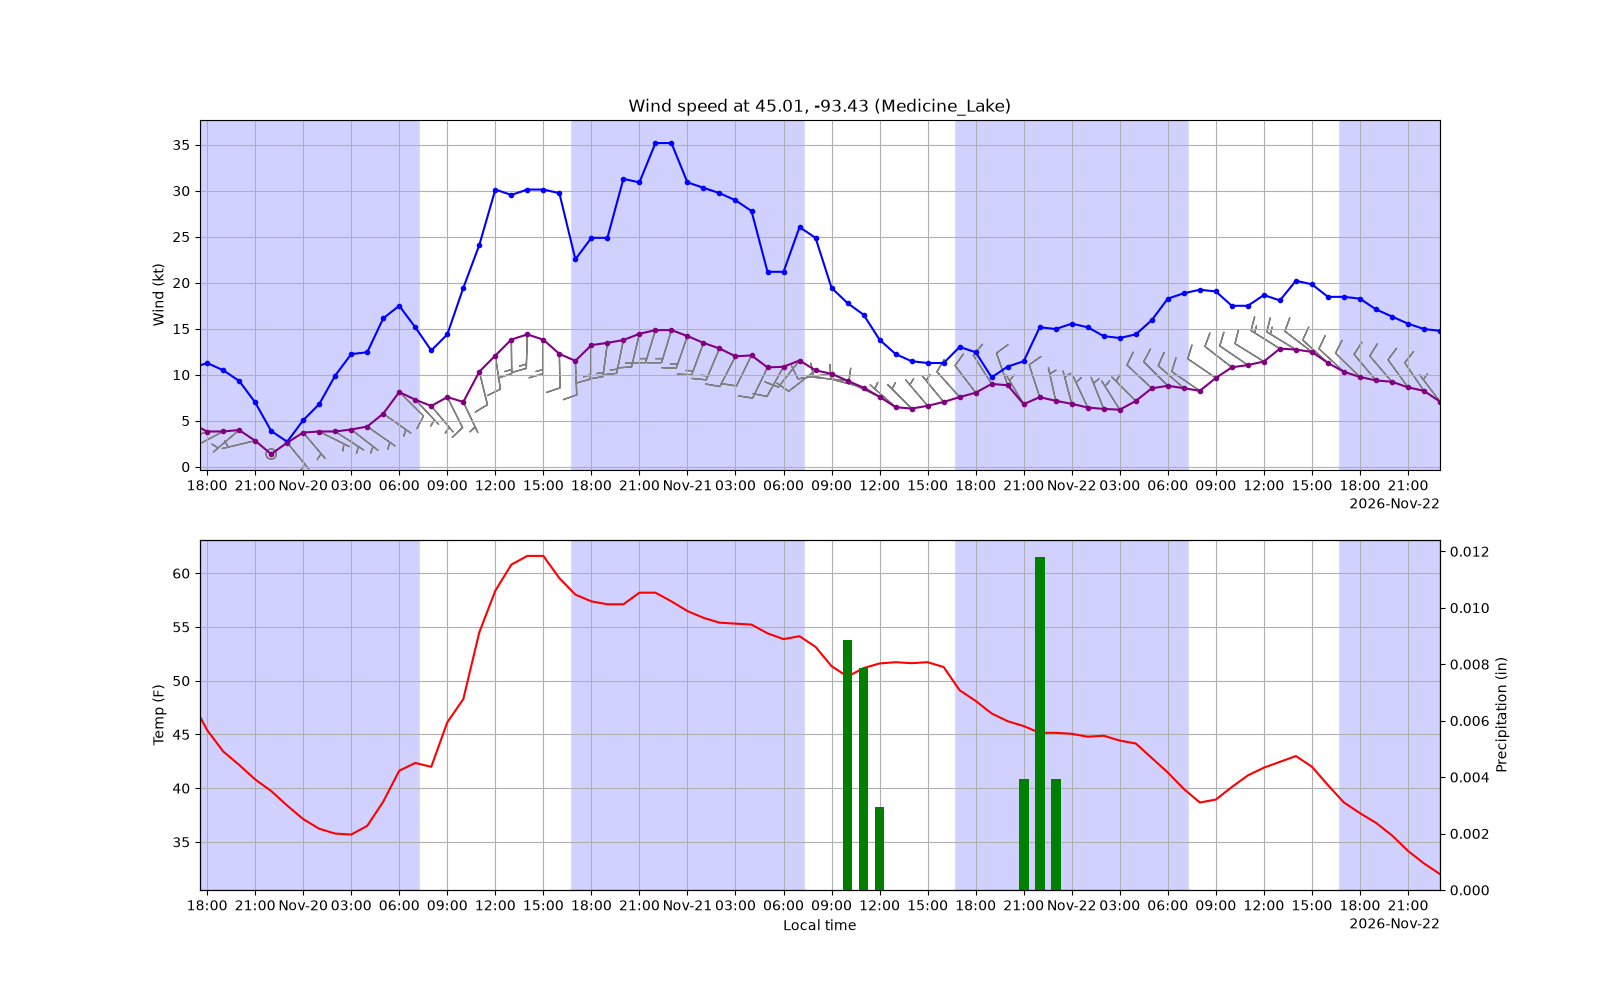 Wind speed at 45.01, -93.43 (Medicine_Lake)
Wind (kt)
35
30
25
20
15
10
5
0
18:00 21:00 Nov-20 03:00 06:00 09:00 12:00 15:00 18:00 21:00 Nov-21 03:00 06:00 09:00 12:00 15:00 18:00 21:00 Nov-22 03:00 06:00 09:00 12:00 15:00 18:00 21:00
2026-Nov-22
Temp (F)
60
55
50
45
40
35
0.012
0.010
0.008
0.006
0.004
0.002
0.000
Precipitation (in)
18:00 21:00 Nov-20 03:00 06:00 09:00 12:00 15:00 18:00 21:00 Nov-21 03:00 06:00 09:00 12:00 15:00 18:00 21:00 Nov-22 03:00 06:00 09:00 12:00 15:00 18:00 21:00
Local time
2026-Nov-22